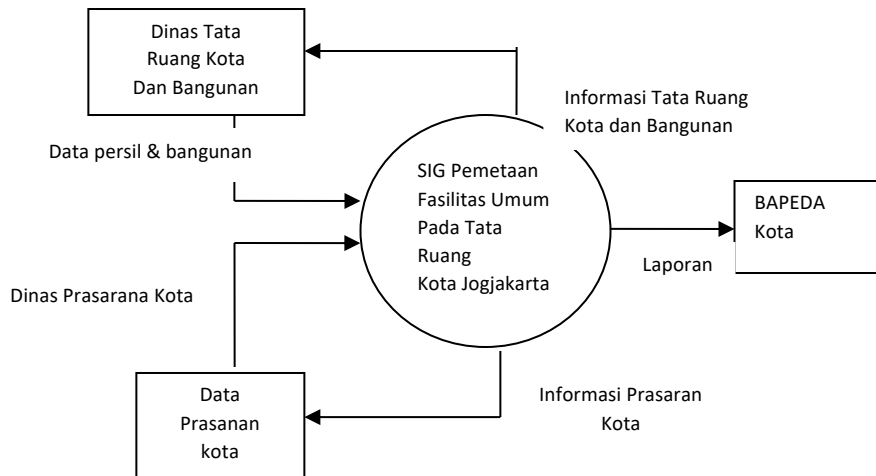 Dinas Tata
Ruang Kota
Dan Bangunan
Informasi Tata Ruang
Kota dan Bangunan
Data persil & bangunan
SIG Pemetaan
Fasilitas Umum
Pada Tata
Ruang
Kota Jogjakarta
BAPEDA
Kota
Laporan
Dinas Prasarana Kota
Data
Prasanan
kota
Informasi Prasaran
Kota